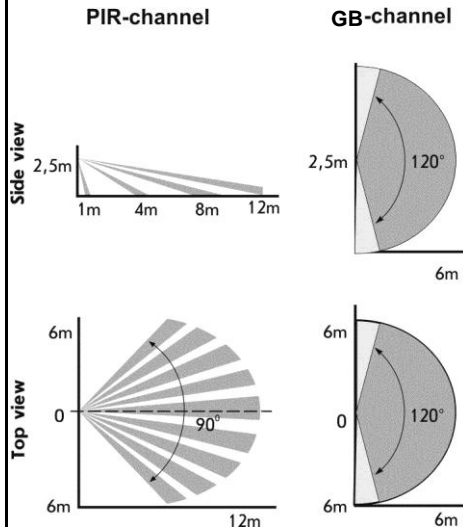 PIR-channel
GB-channel
Side view
2,5m
1m
4m
8m
12m
2,5m
120°
6m
Top view
6m
0
6m
90°
12m
6m
0
6m
120°
6m